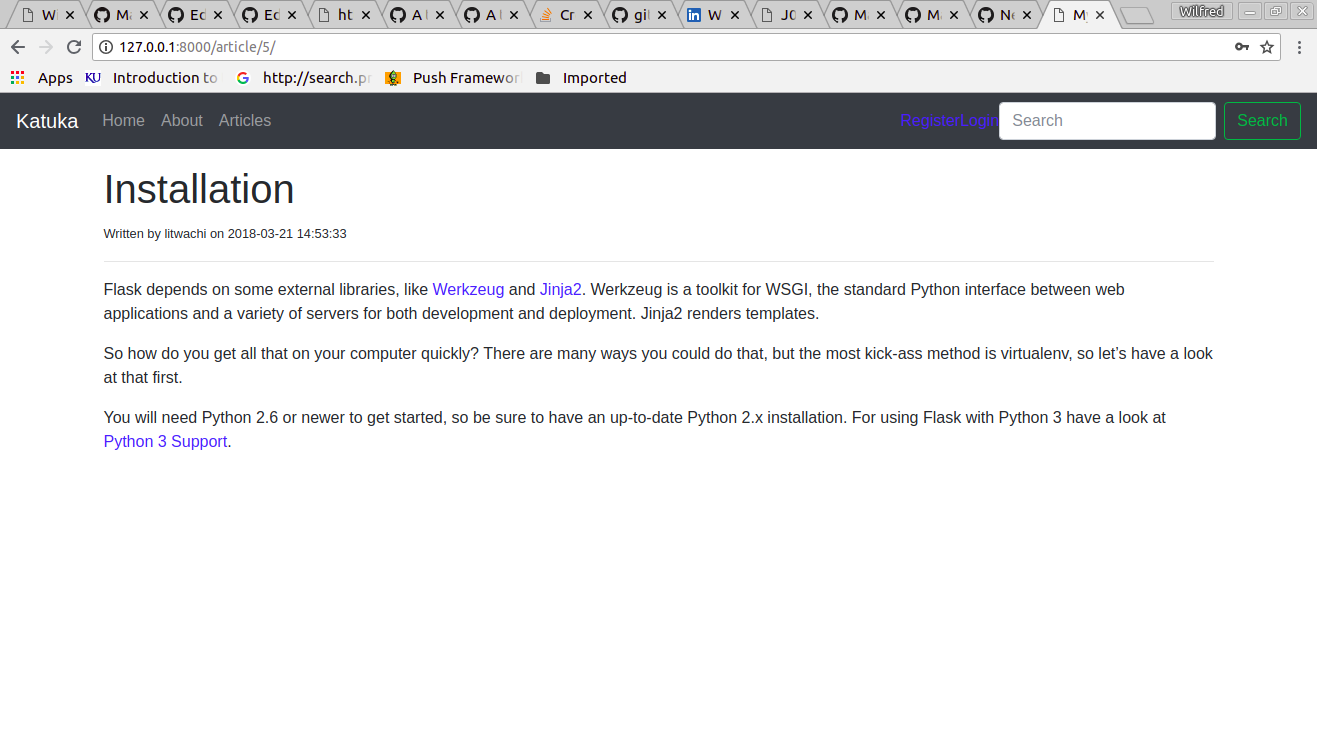 Wi Ma Ed Ed ht A t A t Cr git W J0 Ma Ma Ne My Wilfred
127.0.0.1:8000/article/5/
Apps KU Introduction to http://search.pr Push Framewor Imported
Katuka Home About Articles RegisterLogin Search Search
Installation
Written by litwachi on 2018-03-21 14:53:33
Flask depends on some external libraries, like Werkzeug and Jinja2. Werkzeug is a toolkit for WSGI, the standard Python interface between web
applications and a variety of servers for both development and deployment. Jinja2 renders templates.
So how do you get all that on your computer quickly? There are many ways you could do that, but the most kick-ass method is virtualenv, so let’s have a look
at that first.
You will need Python 2.6 or newer to get started, so be sure to have an up-to-date Python 2.x installation. For using Flask with Python 3 have a look at
Python 3 Support.